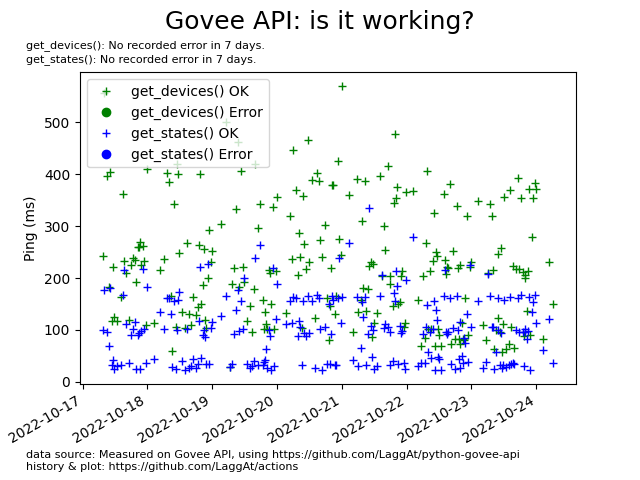 Govee API: is it working?
get_devices(): No recorded error in 7 days.
get_states(): No recorded error in 7 days.
get_devices() OK
get_devices() Error
get_states() OK
get_states() Error
Ping (ms)
500
400
300
200
100
0
2022-10-17
2022-10-18
2022-10-19
2022-10-20
2022-10-21
2022-10-22
2022-10-23
2022-10-24
data source: Measured on Govee API, using https://github.com/LaggAt/python-govee-api
history & plot: https://github.com/LaggAt/actions